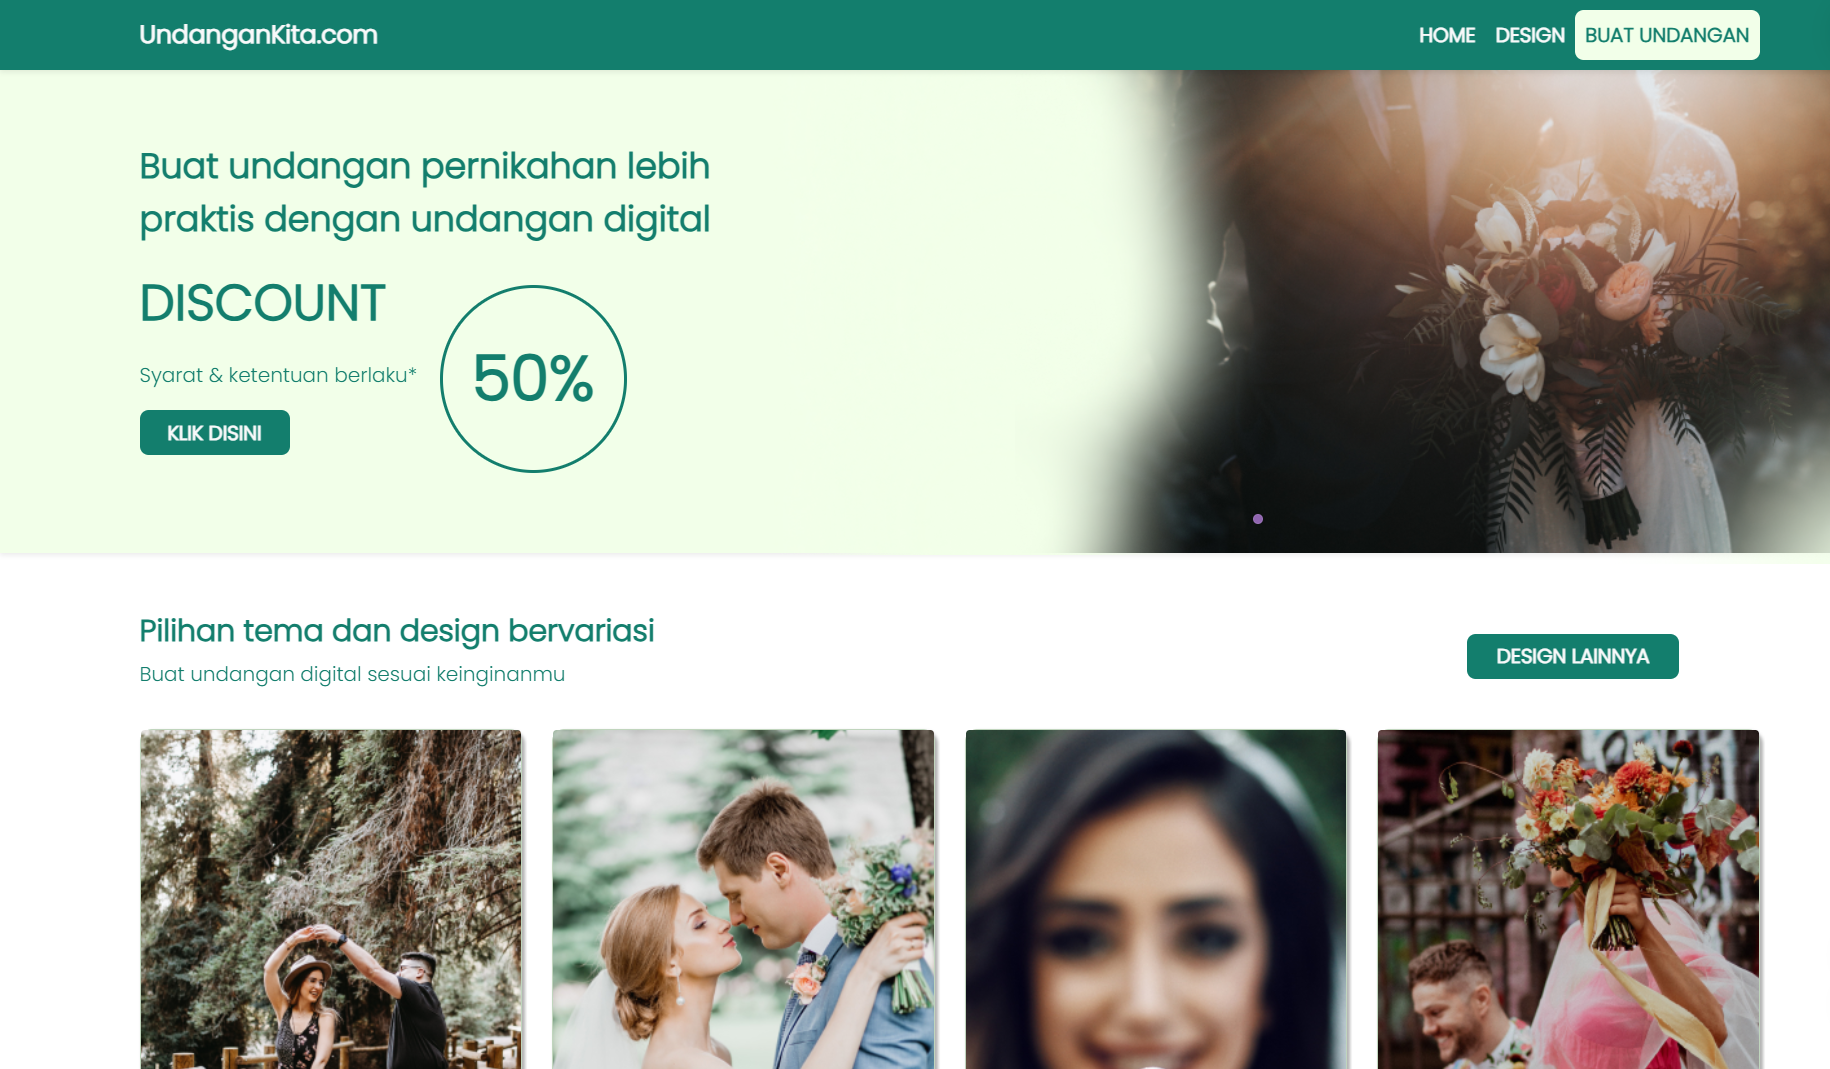 UndanganKita.com
HOME
DESIGN
BUAT UNDANGAN
Buat undangan pernikahan lebih
praktis dengan undangan digital
DISCOUNT
50%
Syarat & ketentuan berlaku*
KLIK DISINI
Pilihan tema dan design bervariasi
Buat undangan digital sesuai keinginanmu
DESIGN LAINNYA